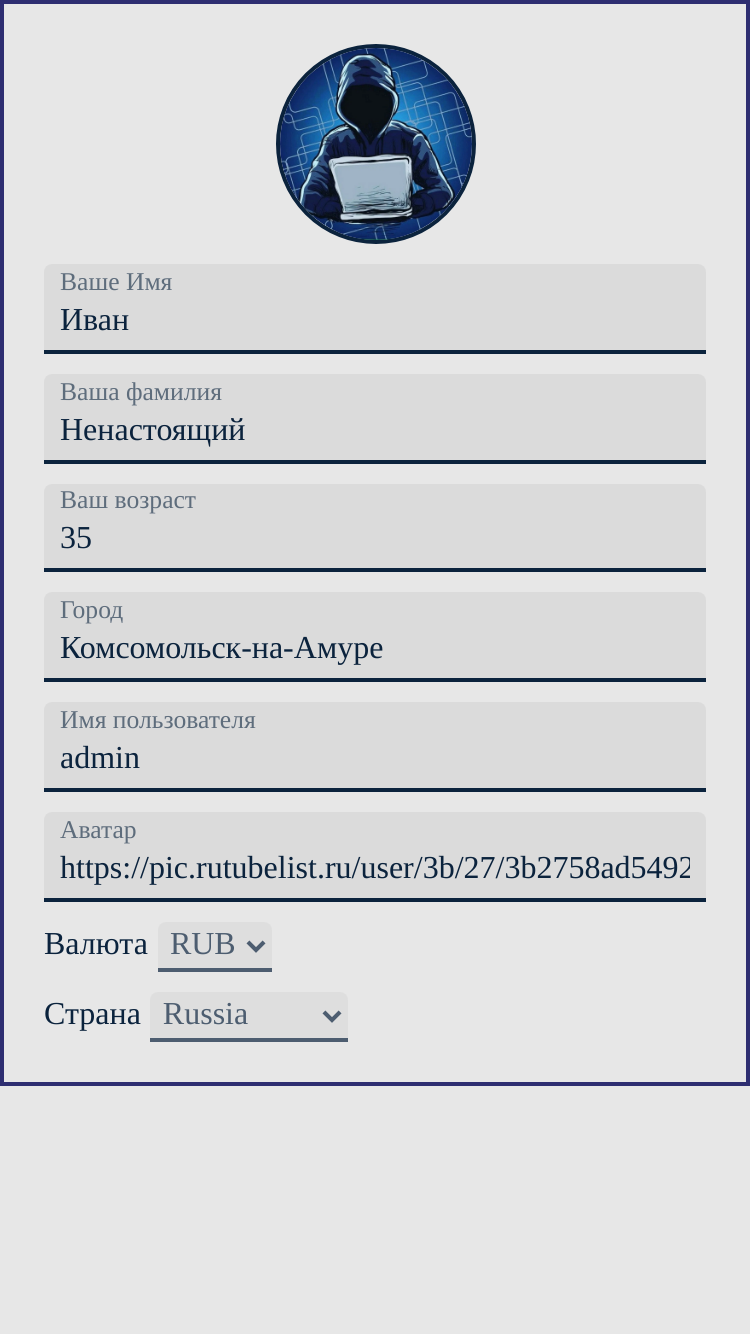 Ваше Имя
Иван
Ваша фамилия
Ненастоящий
Ваш возраст
35
Город
Комсомольск-на-Амуре
Имя пользователя
admin
Аватар
https://pic.rutubelist.ru/user/3b/27/3b2758ad5492
Валюта RUB
Страна Russia